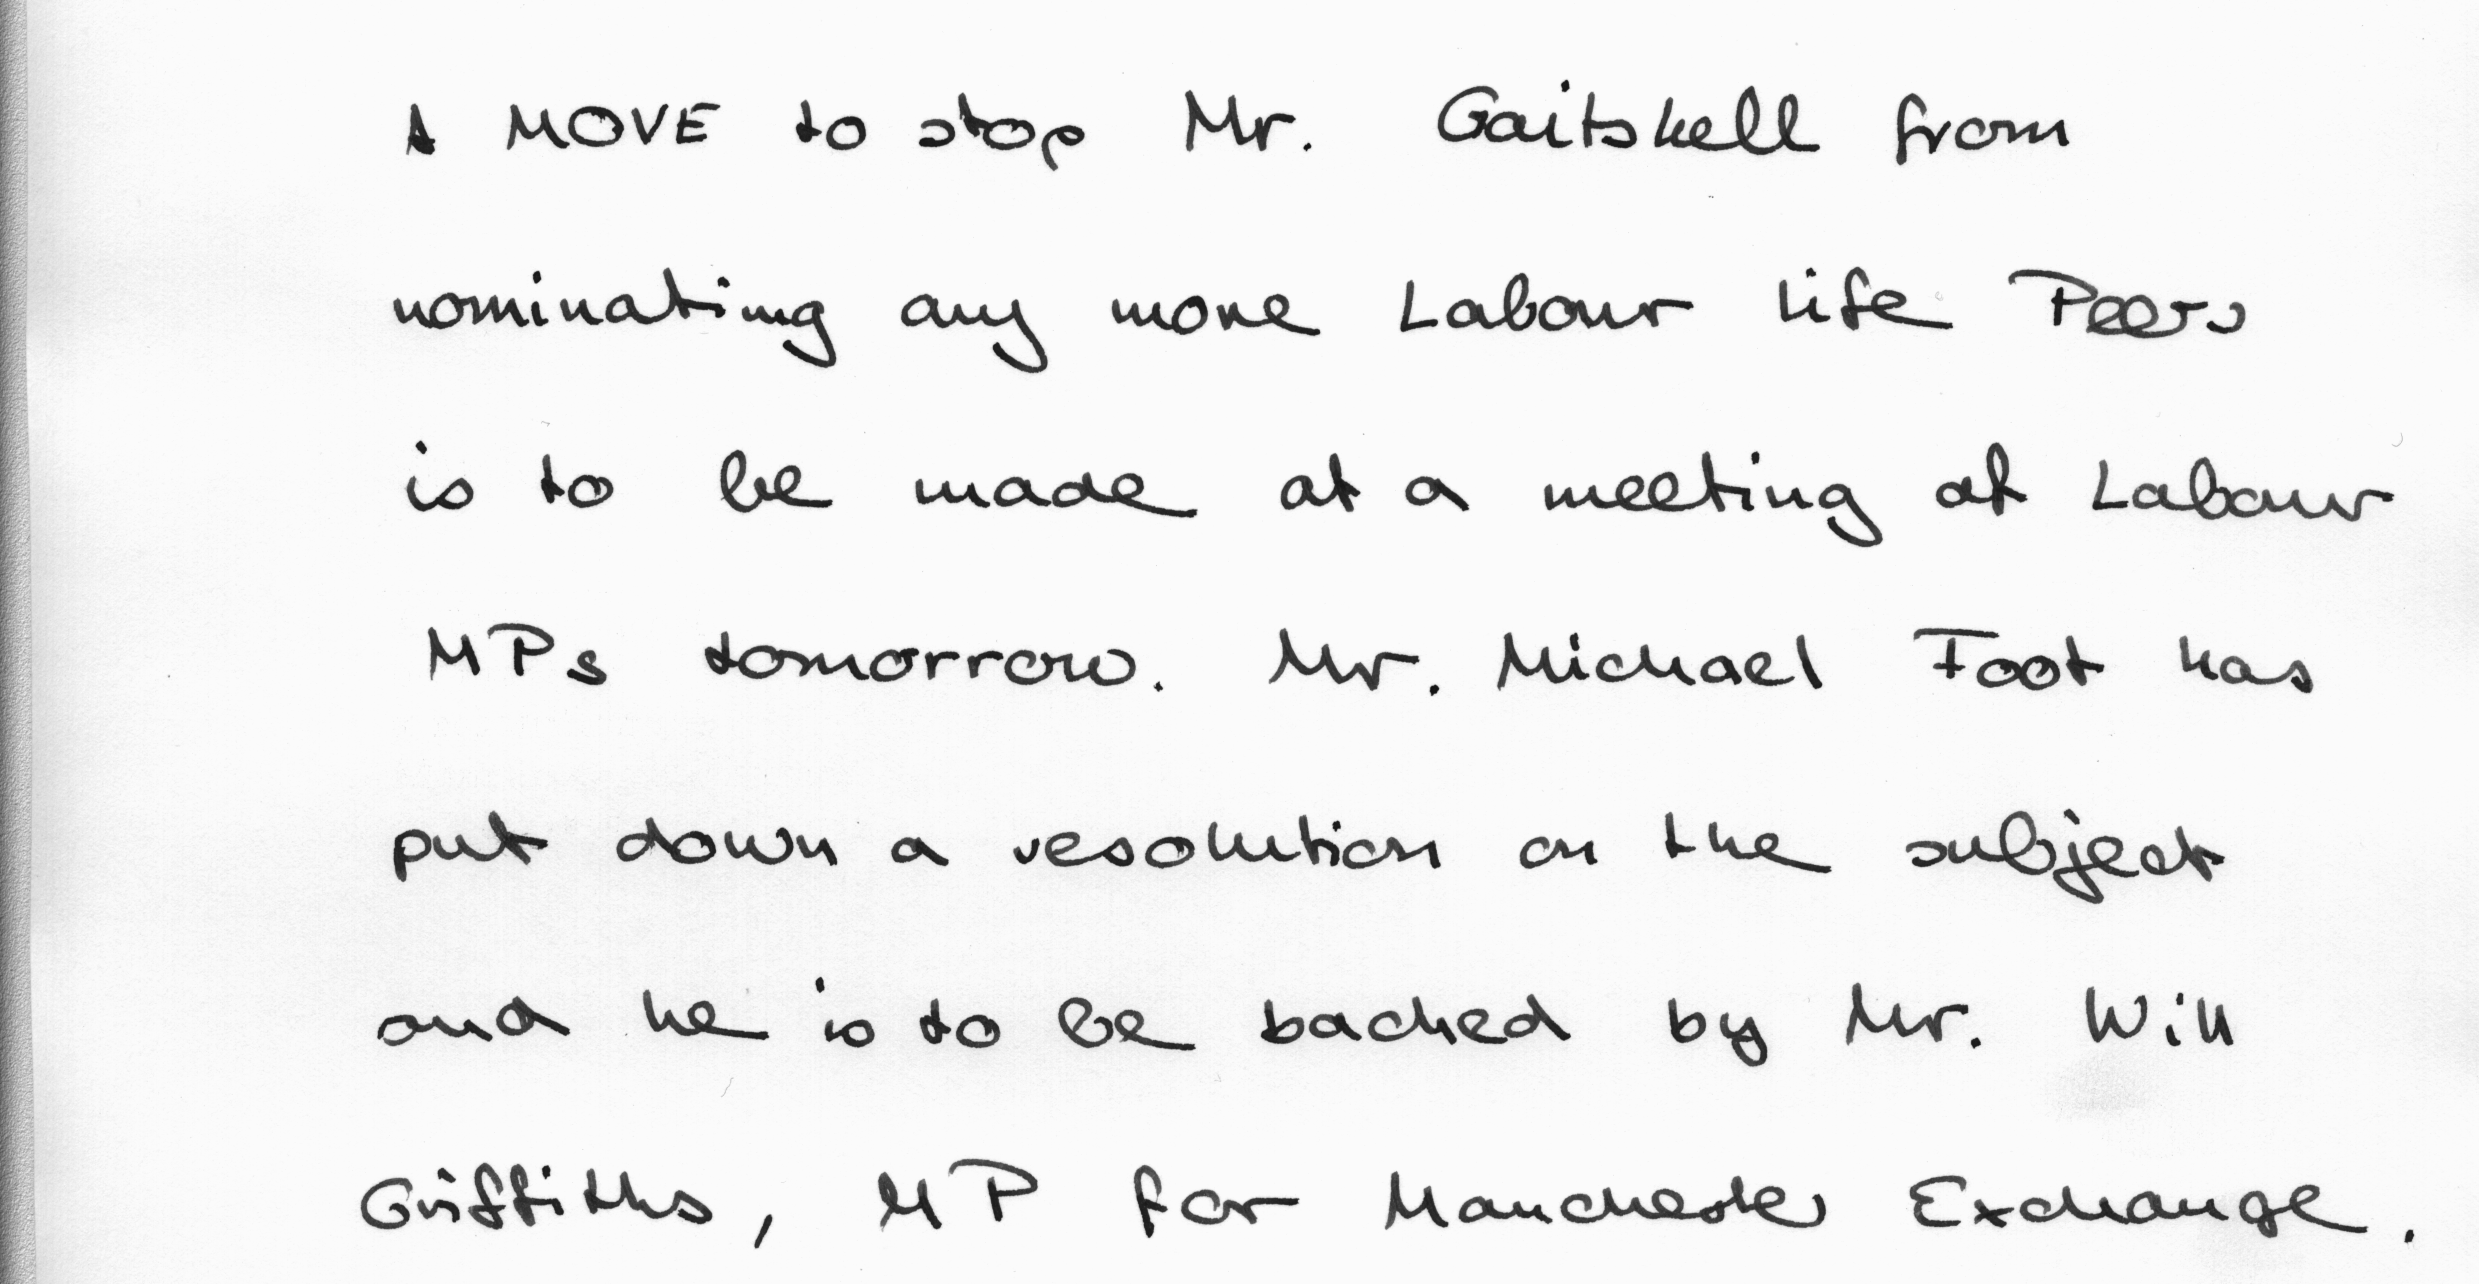 A MOVE to stop Mr. Gaitskell from
nominating any more Labour life Peers
is to be made at a meeting of Labour
MPs tomorrow. Mr. Michael Foot has
put down a resolution on the subject
and he is to be backed by Mr. Will
Griffiths, MP for Manchester Exchange.